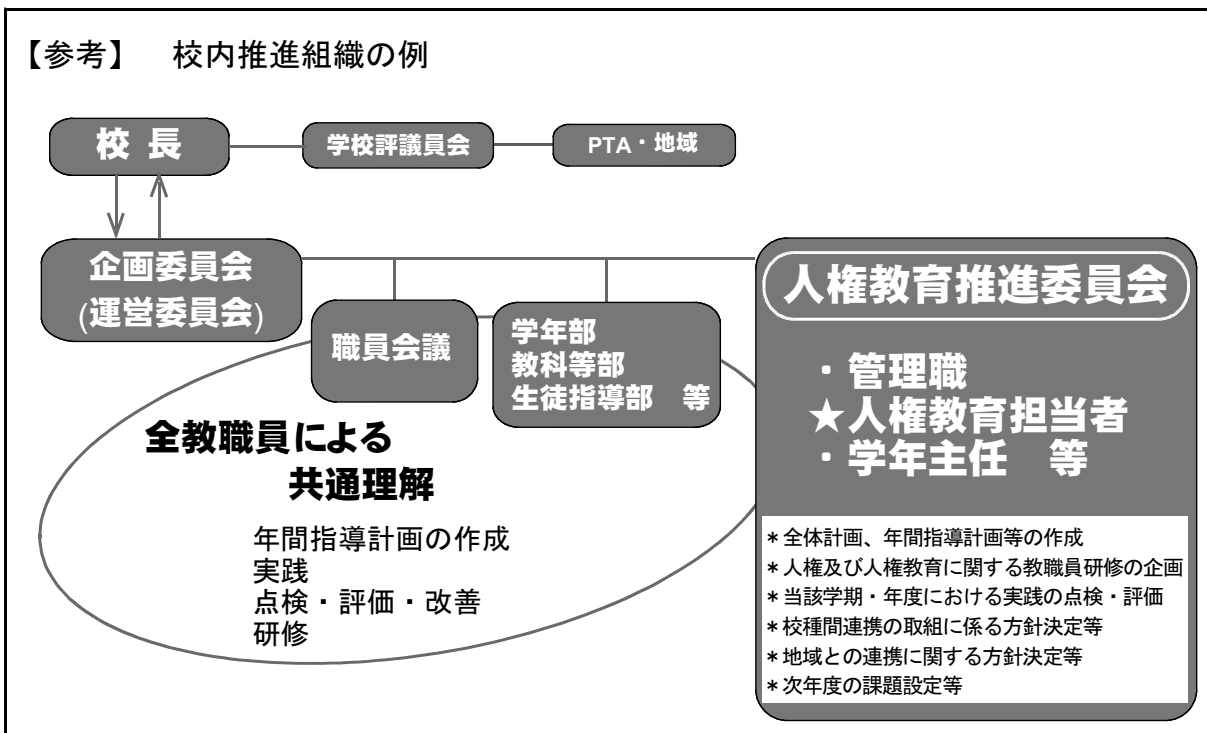 【参考】　校内推進組織の例
校 長
学校評議員会
PTA・地域
企画委員会
(運営委員会)
職員会議
学年部
教科等部
生徒指導部　等
全教職員による
共通理解
年間指導計画の作成
実践
点検・評価・改善
研修
人権教育推進委員会
・管理職
★人権教育担当者
・学年主任　等
＊全体計画、年間指導計画等の作成
＊人権及び人権教育に関する教職員研修の企画
＊当該学期・年度における実践の点検・評価
＊校種間連携の取組に係る方針決定等
＊地域との連携に関する方針決定等
＊次年度の課題設定等